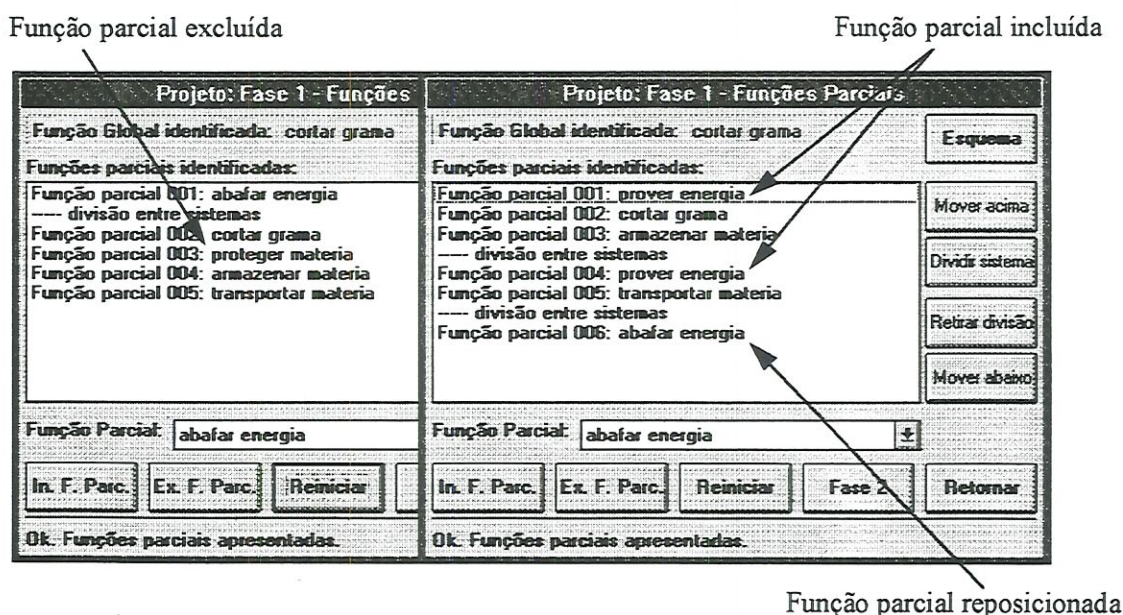 Função parcial excluída
Função parcial incluída
Projeto: Fase 1 - Funções
Função Global identificada: cortar grama
Funções parciais identificadas:
Função parcial 001: abafar energia
---- divisão entre sistemas
Função parcial 002: cortar grama
Função parcial 003: proteger materia
Função parcial 004: armazenar materia
Função parcial 005: transportar materia
Função Parcial:
abafar energia
In. F. Parc.
Ex. F. Parc.
Reiniciar
Ok. Funções parciais apresentadas.
Projeto: Fase 1 - Funções Parciais
Função Global identificada: cortar grama
Funções parciais identificadas:
Função parcial 001: prover energia
Função parcial 002: cortar grama
Função parcial 003: armazenar materia
---- divisão entre sistemas
Função parcial 004: prover energia
Função parcial 005: transportar materia
---- divisão entre sistemas
Função parcial 006: abafar energia
Esquema
Mover acima
Dividir sistema
Retirar divisão
Mover abaixo
Função Parcial:
abafar energia
In. F. Parc.
Ex. F. Parc.
Reiniciar
Fase 2
Retornar
Ok. Funções parciais apresentadas.
Função parcial reposicionada